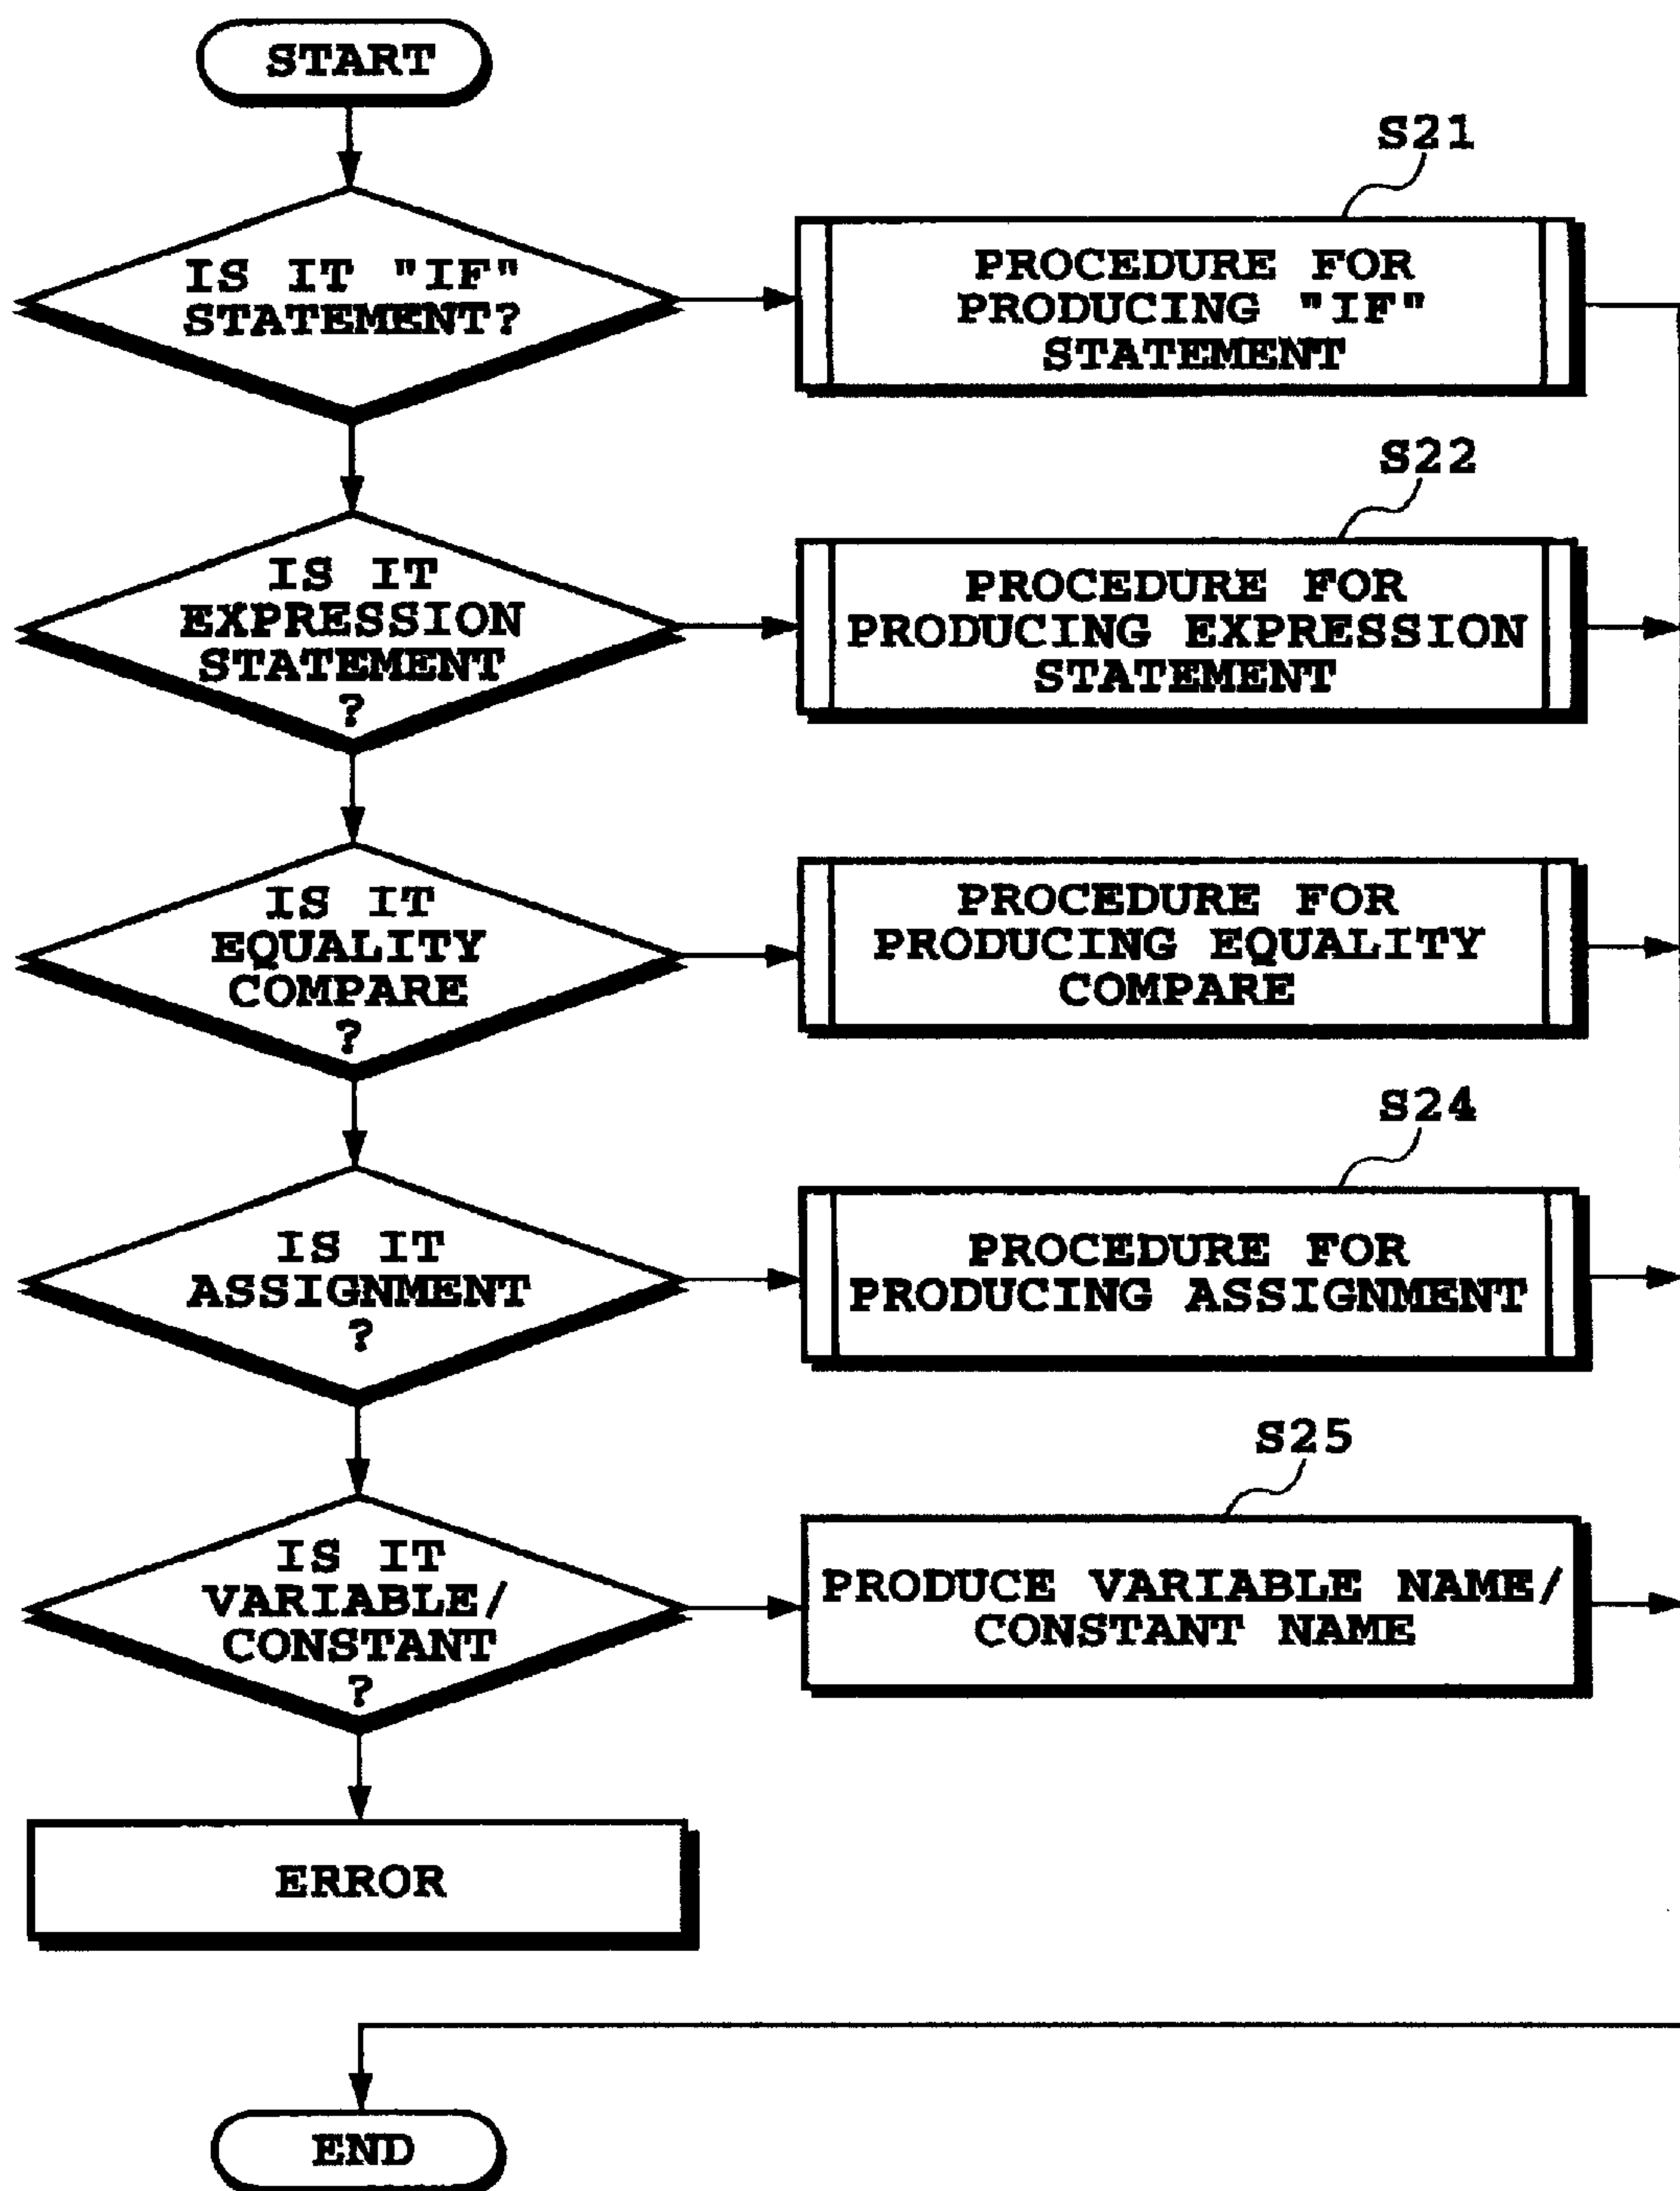 START
S21
IS IT "IF"
STATEMENT?
PROCEDURE FOR
PRODUCING "IF"
STATEMENT
S22
IS IT
EXPRESSION
STATEMENT
?
PROCEDURE FOR
PRODUCING EXPRESSION
STATEMENT
IS IT
EQUALITY
COMPARE
?
PROCEDURE FOR
PRODUCING EQUALITY
COMPARE
S24
IS IT
ASSIGNMENT
?
PROCEDURE FOR
PRODUCING ASSIGNMENT
S25
IS IT
VARIABLE/
CONSTANT
?
PRODUCE VARIABLE NAME/
CONSTANT NAME
ERROR
END